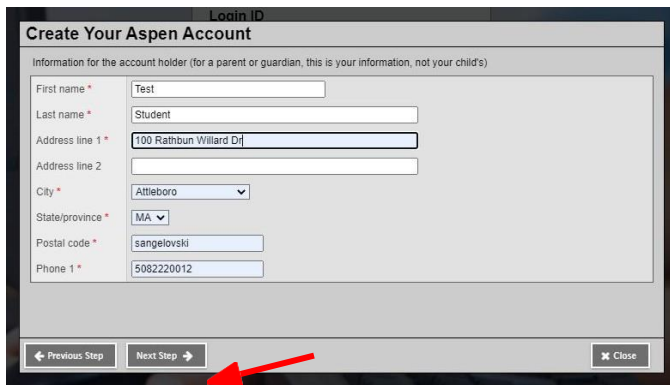 Login ID
Create Your Aspen Account
Information for the account holder (for a parent or guardian, this is your information, not your child's)
First name * Test
Last name * Student
Address line 1 * 100 Rathbun Willard Dr
Address line 2
City * Attleboro
State/province * MA
Postal code * sangelovski
Phone 1 * 5082220012
Previous Step Next Step Close